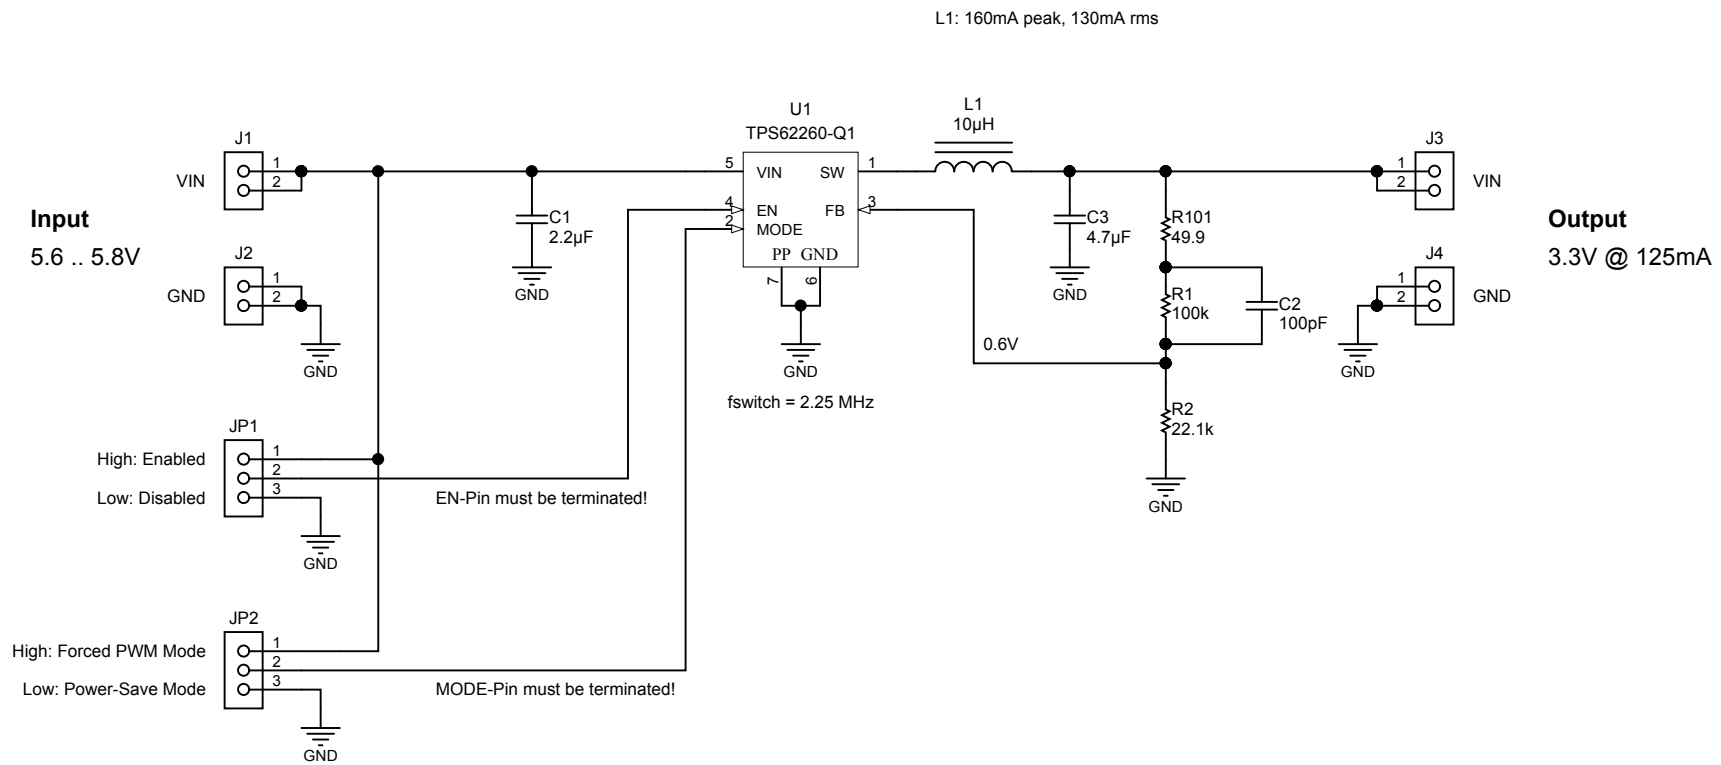 L1: 160mA peak, 130mA rms
U1
TPS62260-Q1
L1
10µH
J1
1
2
VIN
J3
1
2
VIN
5
VIN
SW
1
4
EN
FB
3
2
MODE
PP GND
7
6
GND
fswitch = 2.25 MHz
Input
5.6 .. 5.8V
C1
2.2µF
GND
C3
4.7µF
GND
R101
49.9
R1
100k
C2
100pF
0.6V
R2
22.1k
GND
Output
3.3V @ 125mA
J2
1
2
GND
GND
J4
1
2
GND
GND
JP1
High: Enabled
1
2
3
Low: Disabled
EN-Pin must be terminated!
GND
JP2
High: Forced PWM Mode
1
2
3
Low: Power-Save Mode
MODE-Pin must be terminated!
GND